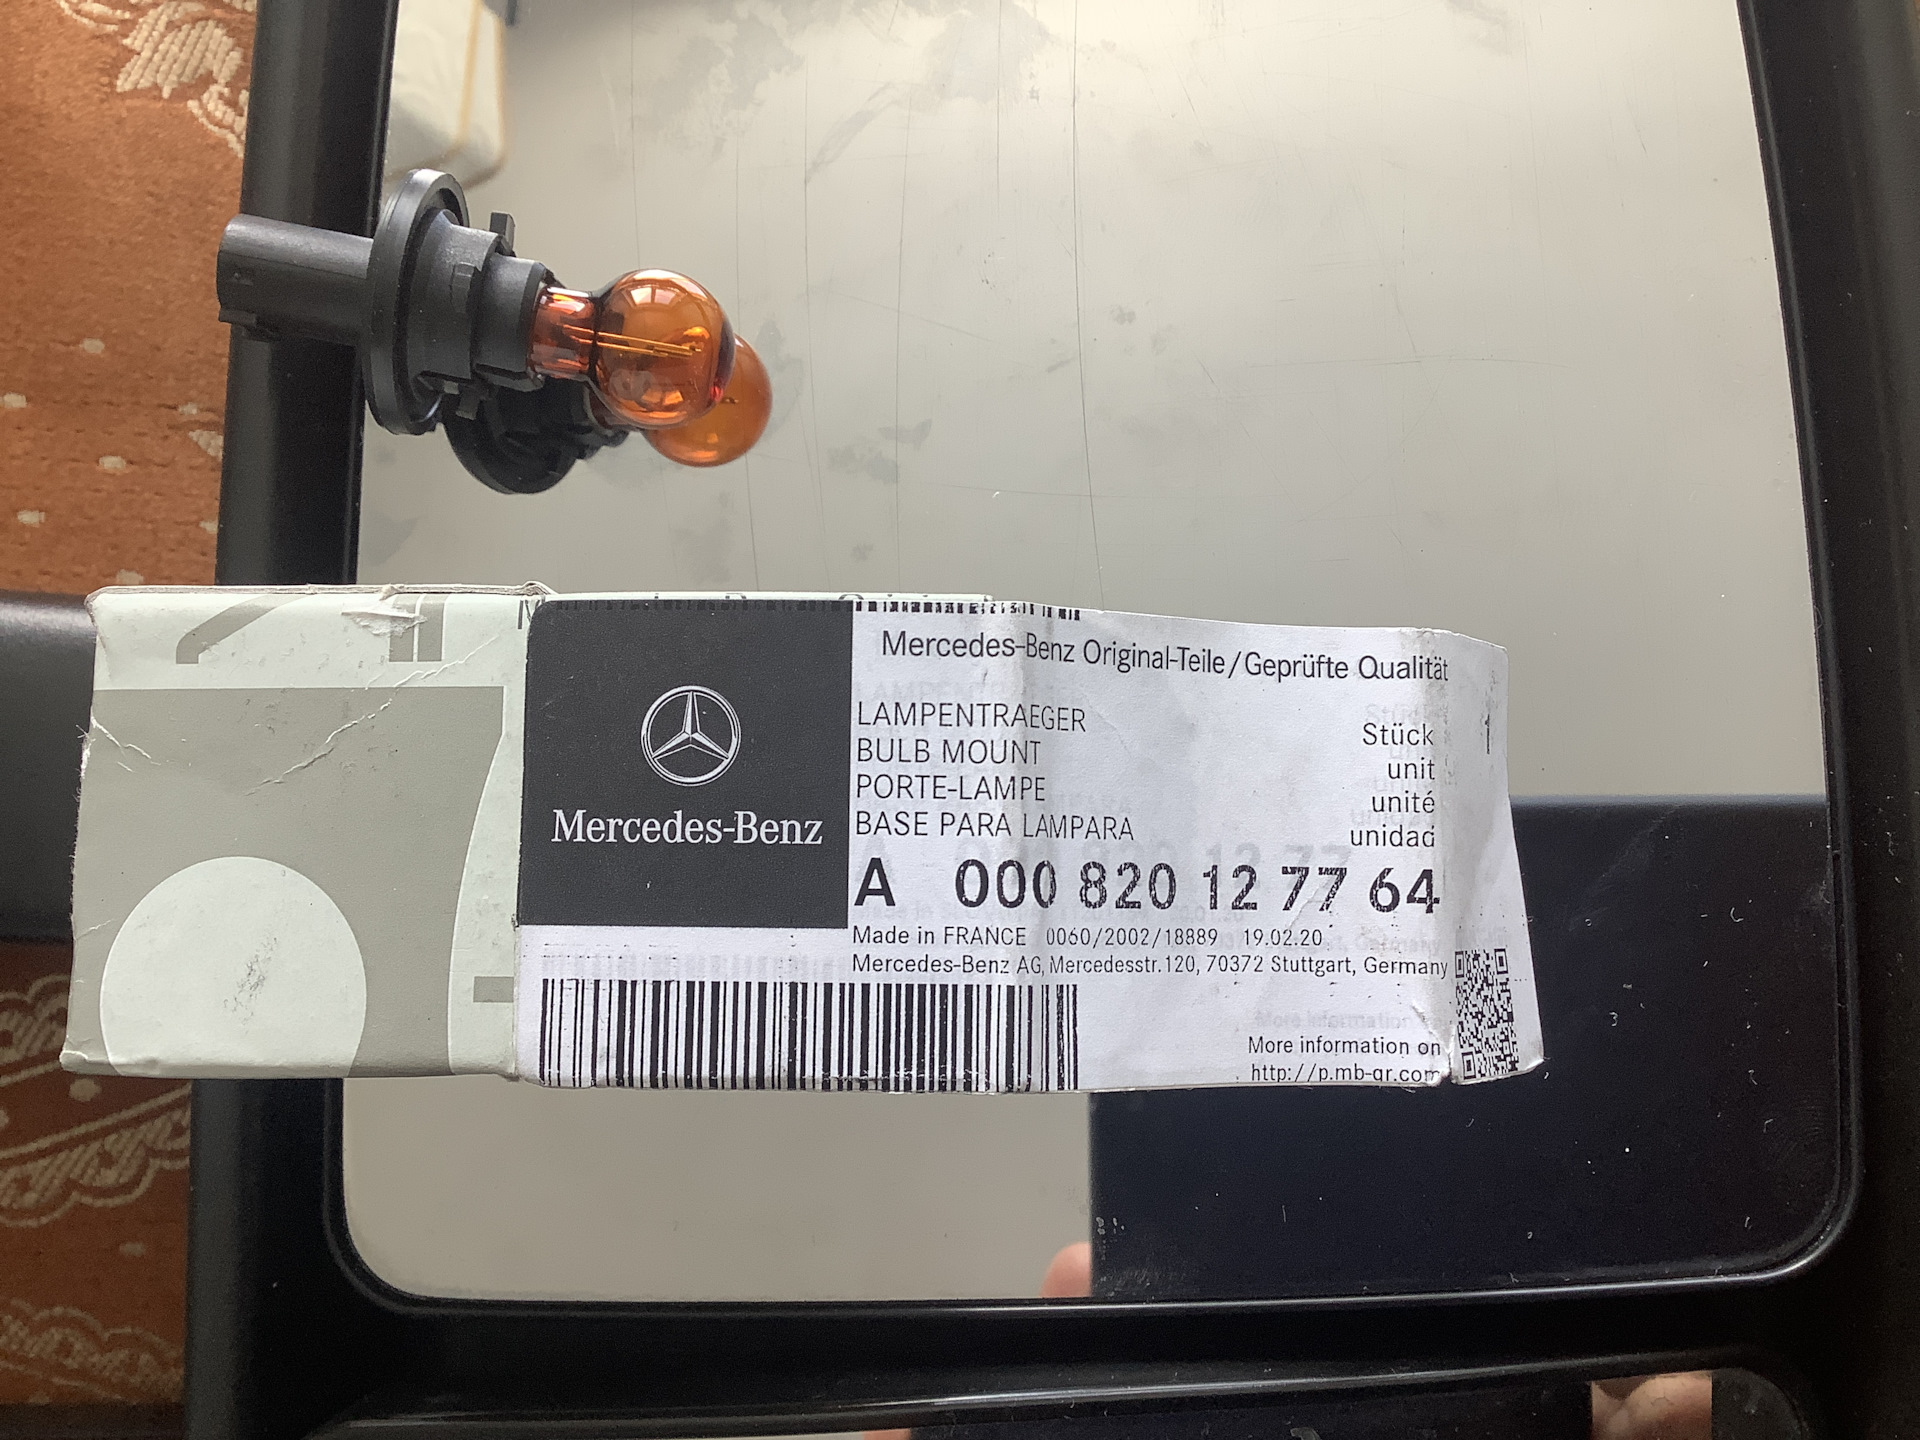 Mercedes-Benz
Mercedes-Benz Original-Teile/Geprüfte Qualität
LAMPENTRAEGER Stück 1
BULB MOUNT unit
PORTE-LAMPE unité
BASE PARA LAMPARA unidad
A 000 820 12 77 64
Made in FRANCE 0060/2002/18889 19.02.20
Mercedes-Benz AG, Mercedesstr. 120, 70372 Stuttgart, Germany
More information on
http://p.mb-qr.com